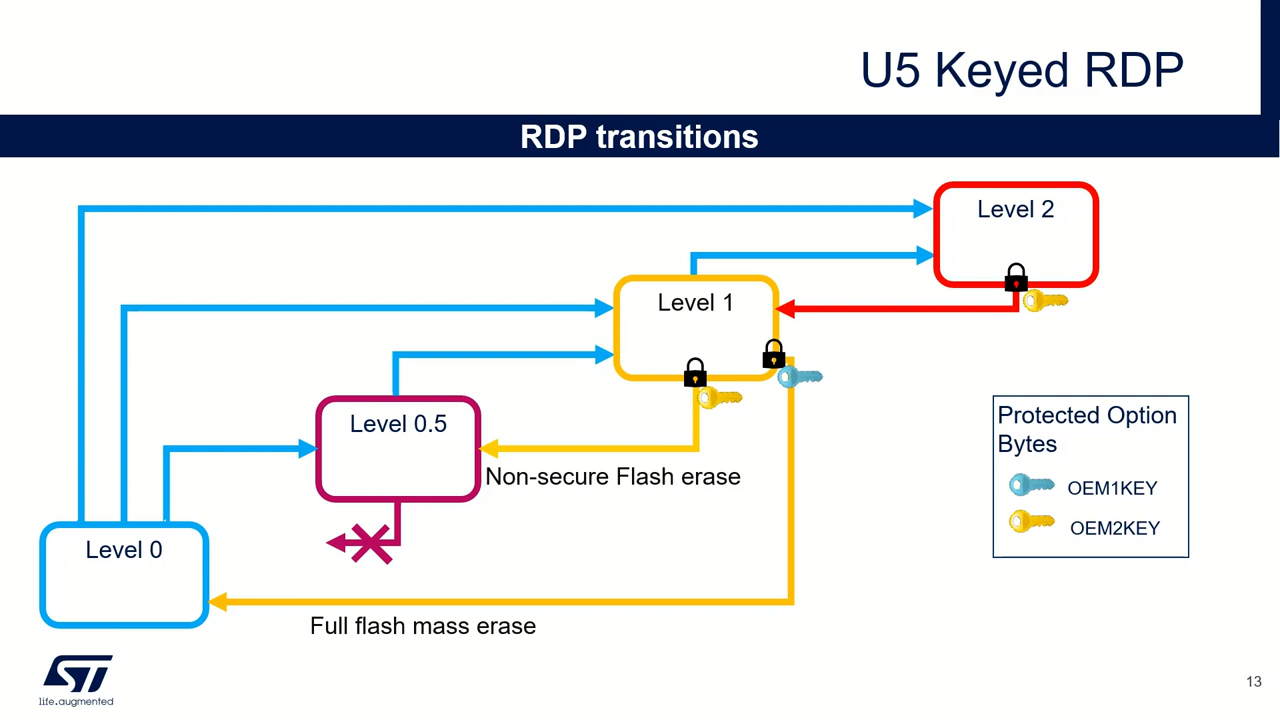 U5 Keyed RDP
RDP transitions
Level 2
Level 1
Level 0.5
Non-secure Flash erase
Level 0
Full flash mass erase
Protected Option
Bytes
OEM1KEY
OEM2KEY
ST
life.augmented
13